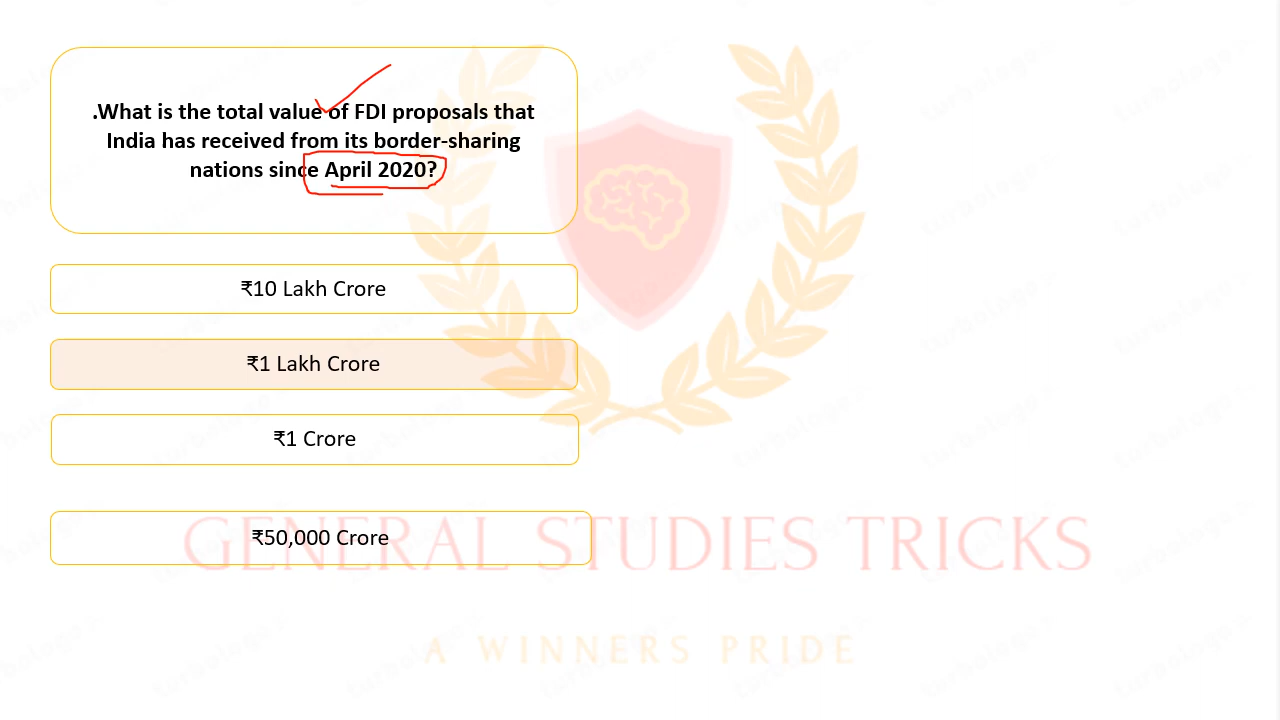 .What is the total value of FDI proposals that
India has received from its border-sharing
nations since April 2020?
₹10 Lakh Crore
₹1 Lakh Crore
₹1 Crore
₹50,000 Crore
GENERAL STUDIES TRICKS
A WINNERS PRIDE